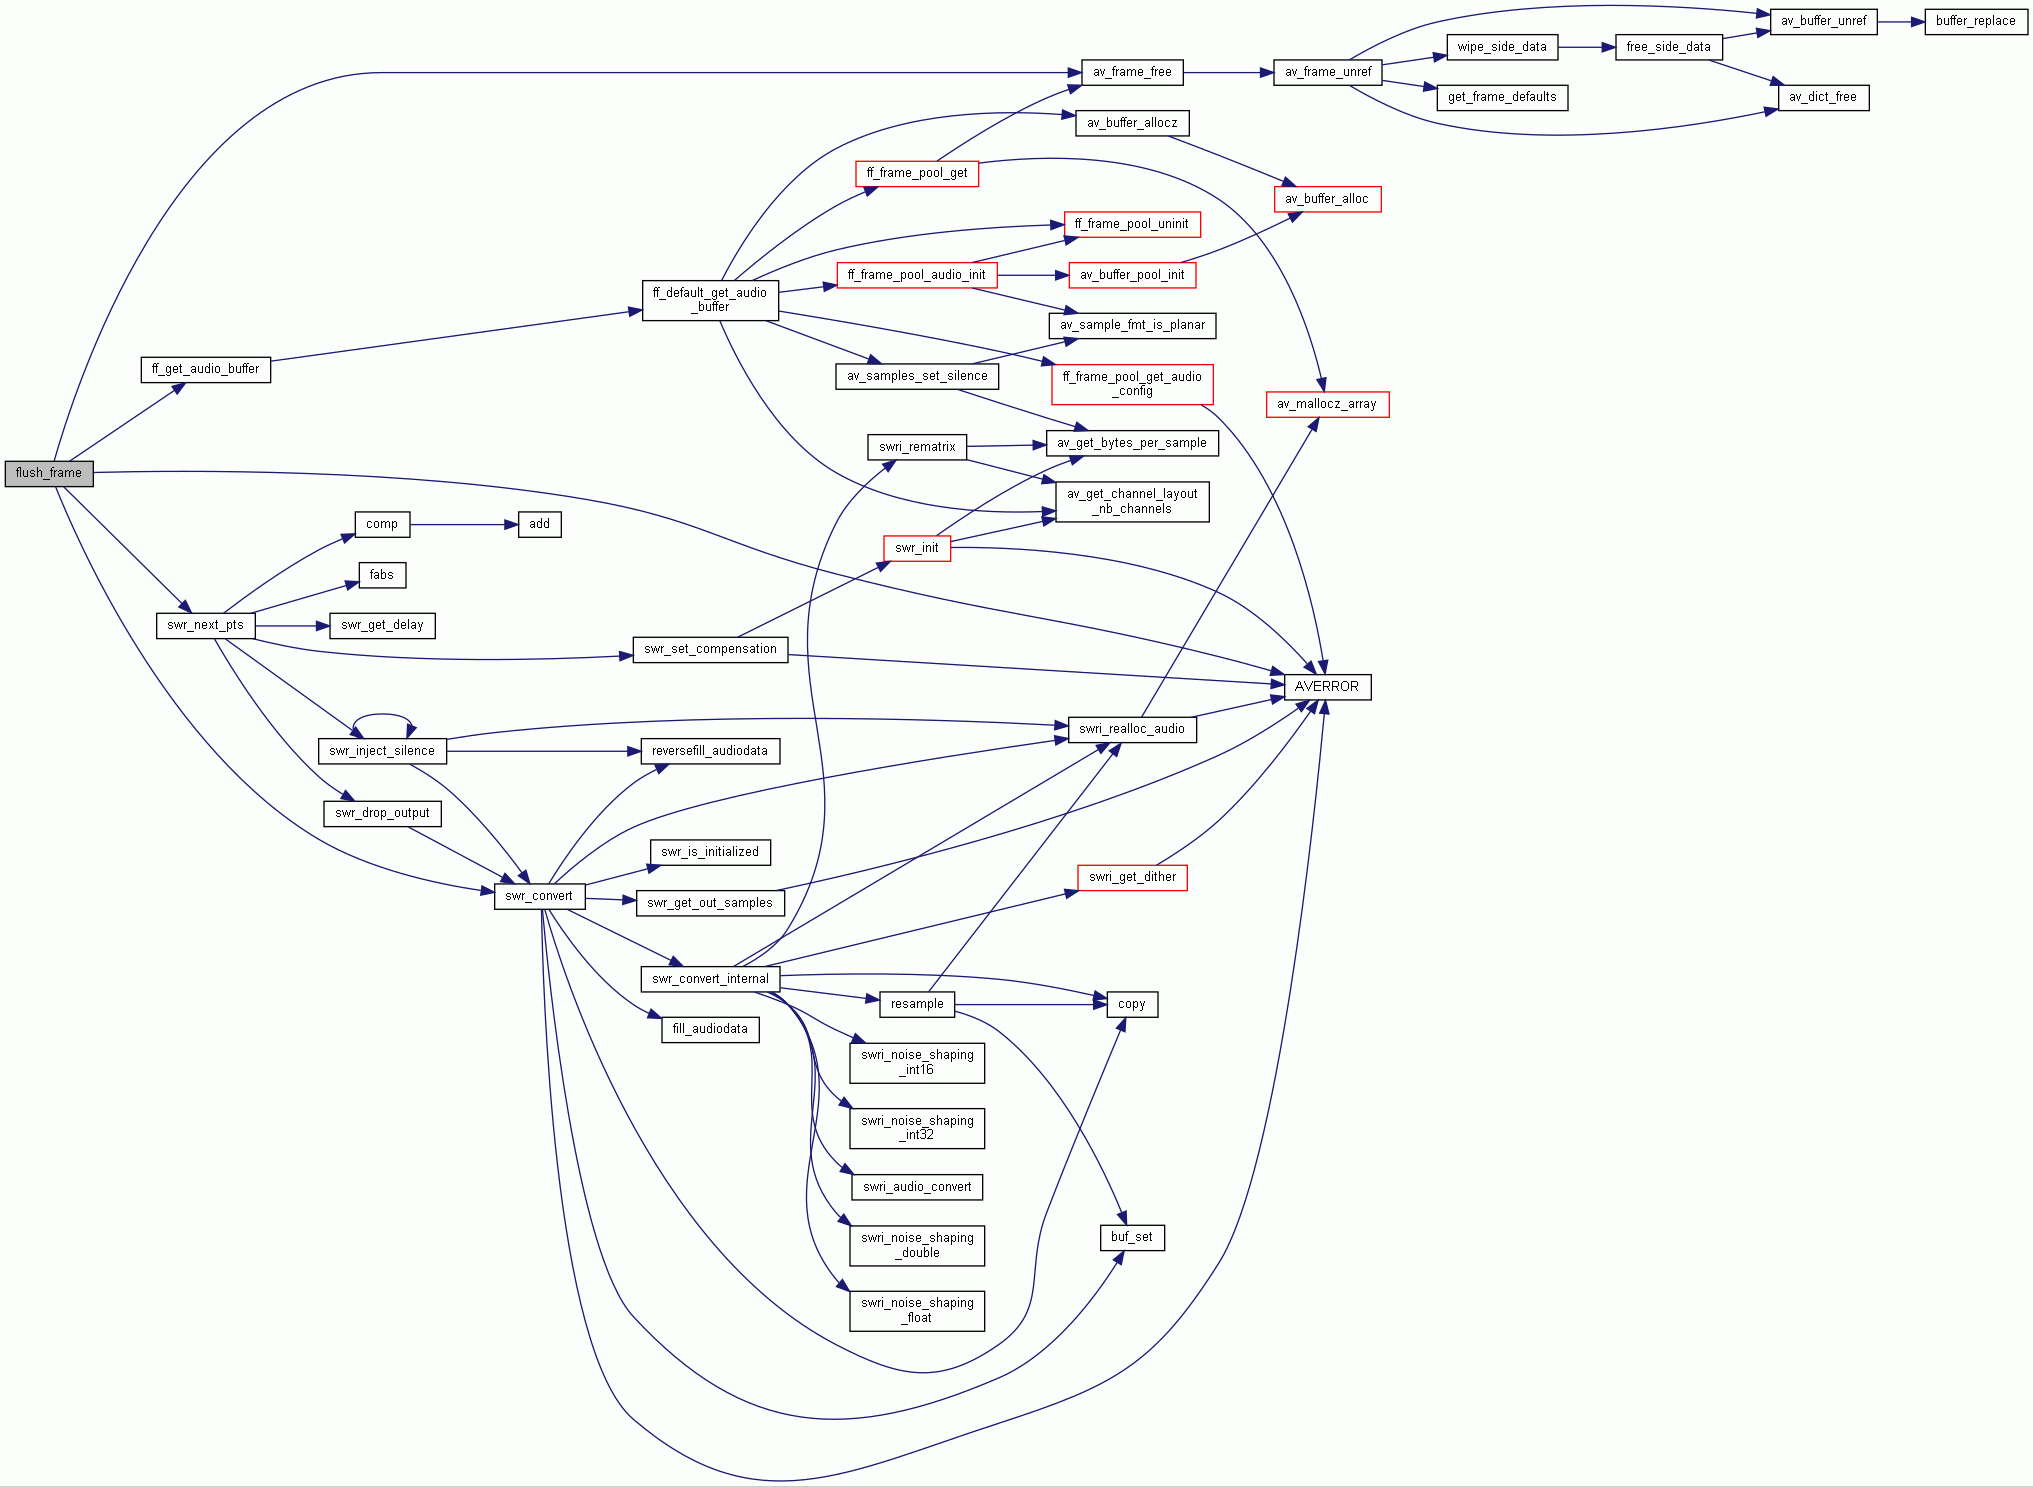 av_buffer_unref
buffer_replace
wipe_side_data
free_side_data
av_frame_free
av_frame_unref
get_frame_defaults
av_dict_free
av_buffer_allocz
ff_frame_pool_get
av_buffer_alloc
ff_frame_pool_uninit
ff_frame_pool_audio_init
av_buffer_pool_init
ff_default_get_audio
_buffer
av_sample_fmt_is_planar
ff_get_audio_buffer
av_samples_set_silence
ff_frame_pool_get_audio
_config
av_mallocz_array
swri_rematrix
av_get_bytes_per_sample
flush_frame
av_get_channel_layout
_nb_channels
comp
add
swr_init
fabs
swr_next_pts
swr_get_delay
swr_set_compensation
AVERROR
swri_realloc_audio
swr_inject_silence
reversefill_audiodata
swr_drop_output
swr_is_initialized
swri_get_dither
swr_convert
swr_get_out_samples
swr_convert_internal
resample
copy
fill_audiodata
swri_noise_shaping
_int16
swri_noise_shaping
_int32
swri_audio_convert
buf_set
swri_noise_shaping
_double
swri_noise_shaping
_float